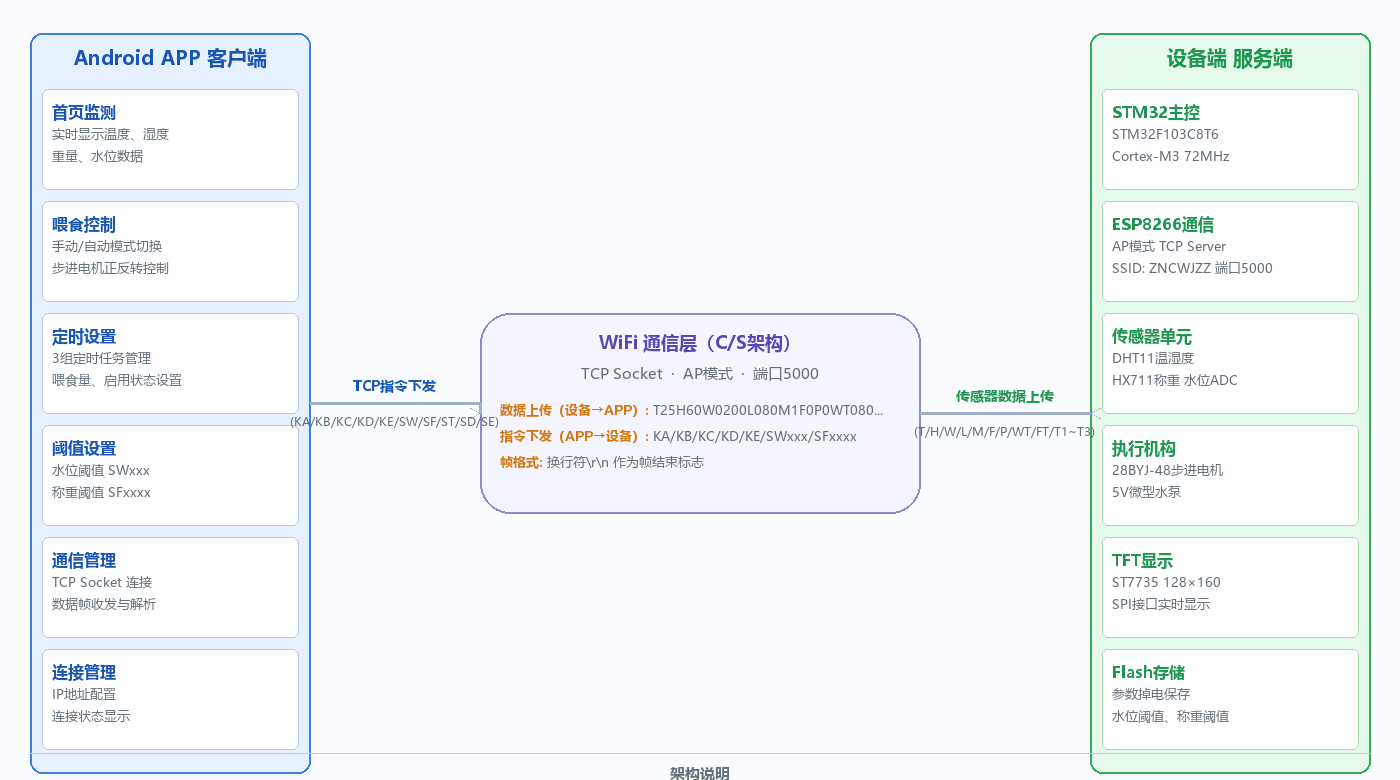 Android APP 客户端
首页监测
实时显示温度、湿度
重量、水位数据
喂食控制
手动/自动模式切换
步进电机正反转控制
定时设置
3组定时任务管理
喂食量、启用状态设置
阈值设置
水位阈值 SWxxx
称重阈值 SFxxxx
通信管理
TCP Socket 连接
数据帧收发与解析
连接管理
IP地址配置
连接状态显示
TCP指令下发
(KA/KB/KC/KD/KE/SW/SF/ST/SD/SE)
WiFi 通信层（C/S架构）
TCP Socket · AP模式 · 端口5000
数据上传（设备→APP）: T25H60W0200L080M1F0P0WT080...
指令下发（APP→设备）: KA/KB/KC/KD/KE/SWxxx/SFxxxx
帧格式: 换行符\r\n 作为帧结束标志
传感器数据上传
(T/H/W/L/M/F/P/WT/FT/T1~T3)
设备端 服务端
STM32主控
STM32F103C8T6
Cortex-M3 72MHz
ESP8266通信
AP模式 TCP Server
SSID: ZNCWJZZ 端口5000
传感器单元
DHT11温湿度
HX711称重 水位ADC
执行机构
28BYJ-48步进电机
5V微型水泵
TFT显示
ST7735 128×160
SPI接口实时显示
Flash存储
参数掉电保存
水位阈值、称重阈值
架构说明